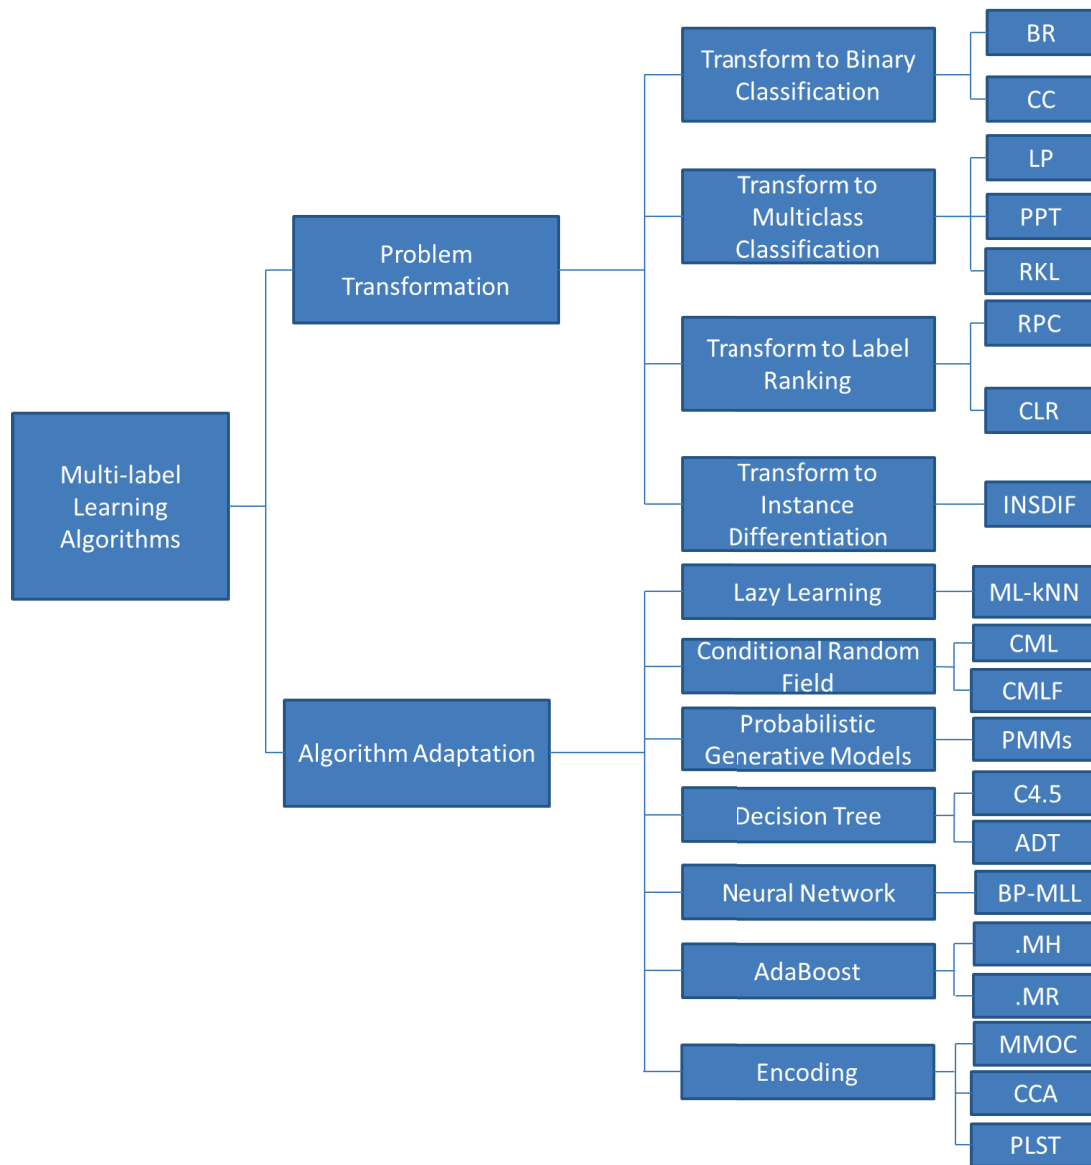 Multi-label
Learning
Algorithms
Problem
Transformation
Transform to Binary
Classification
BR
CC
Transform to
Multiclass
Classification
LP
PPT
RKL
Transform to Label
Ranking
RPC
CLR
Transform to
Instance
Differentiation
INSDIF
Algorithm Adaptation
Lazy Learning
ML-kNN
Conditional Random
Field
CML
CMLF
Probabilistic
Generative Models
PMMs
Decision Tree
C4.5
ADT
Neural Network
BP-MLL
AdaBoost
.MH
.MR
Encoding
MMOC
CCA
PLST